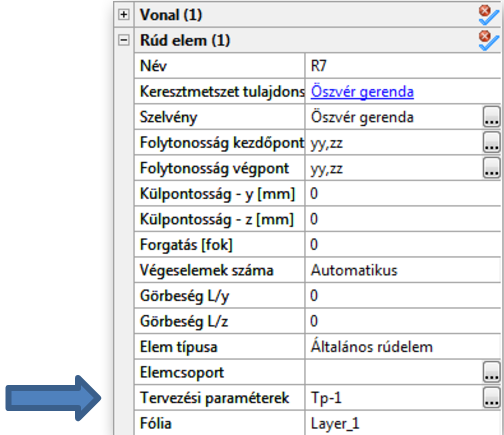 Vonal (1)
Rúd elem (1)
Név R7
Keresztmetszet tulajdons Öszvér gerenda
Szelvény Öszvér gerenda ...
Folytonosság kezdőpont yy,zz ...
Folytonosság végpont yy,zz ...
Külpontosság - y [mm] 0
Külpontosság - z [mm] 0
Forgatás [fok] 0
Végeselemek száma Automatikus
Görbeség L/y 0
Görbeség L/z 0
Elem típusa Általános rúdelem
Elemcsoport ...
Tervezési paraméterek Tp-1 ...
Fólia Layer_1